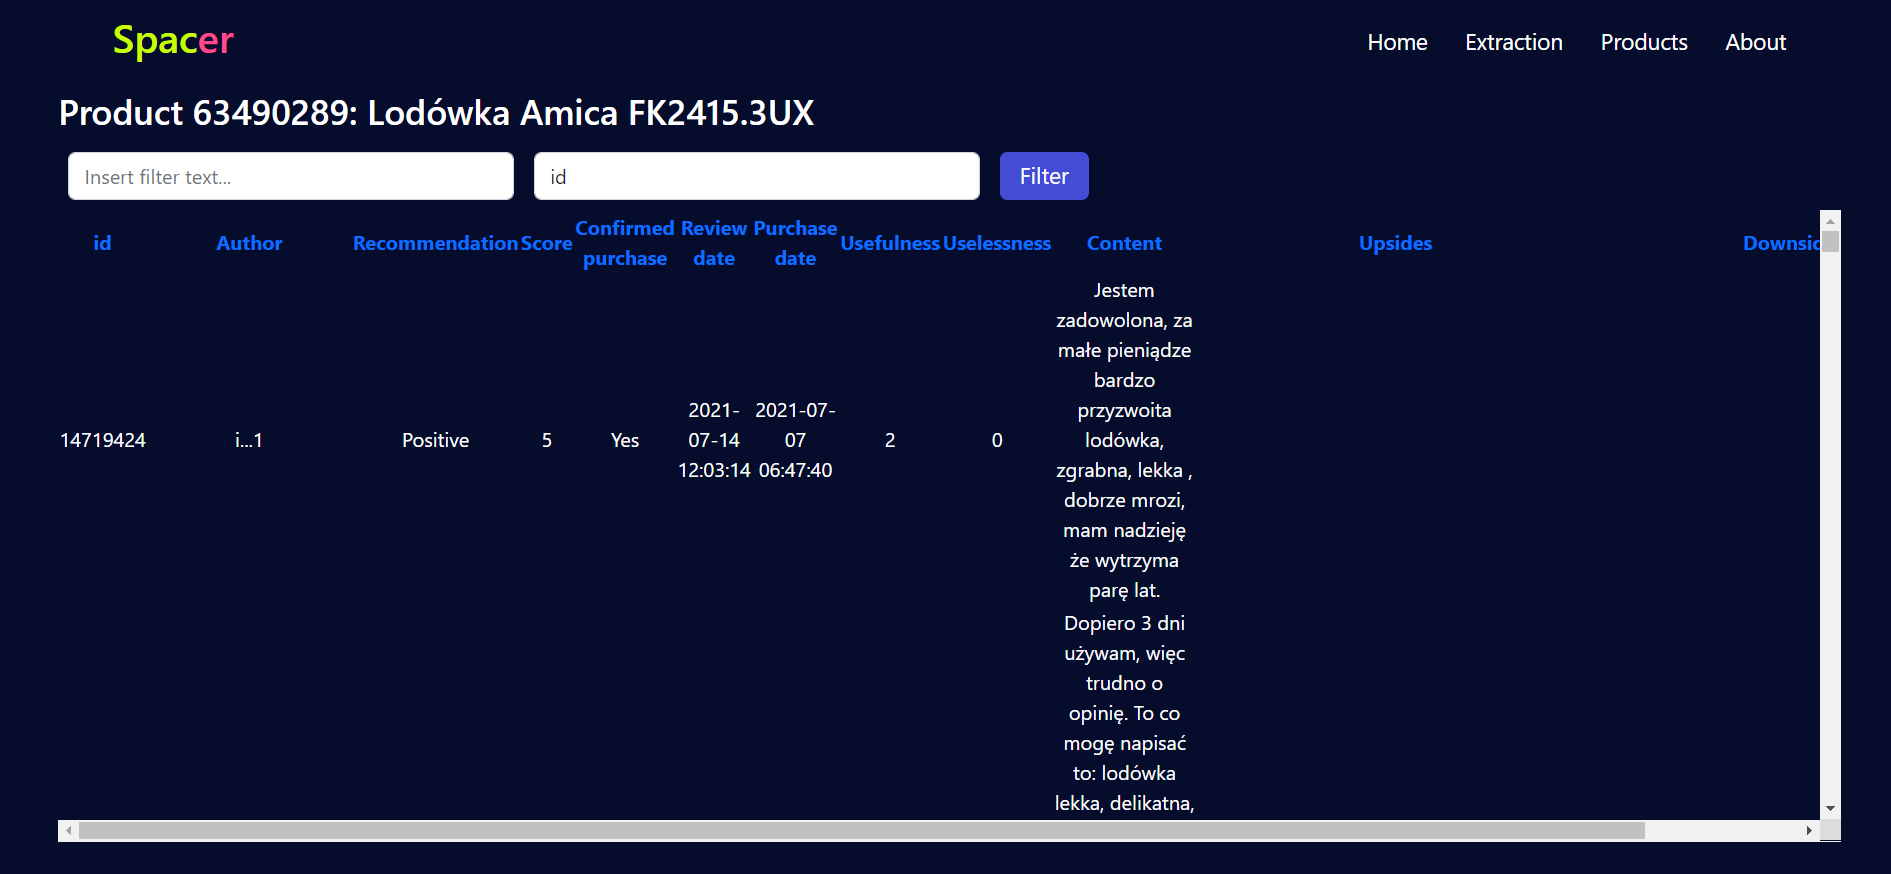 Spacer
Home Extraction Products About
Product 63490289: Lodówka Amica FK2415.3UX
Insert filter text...
id
Filter
id Author Recommendation Score Confirmed purchase Review date Purchase date Usefulness Uselessness Content Upsides
14719424 i...1 Positive 5 Yes 2021-07-14 12:03:14 2021-07-07 06:47:40 2 0
Jestem
zadowolona, za
małe pieniądze
bardzo
przyzwoita
lodówka,
zgrabna, lekka ,
dobrze mrozi,
mam nadzieję
że wytrzyma
parę lat.
Dopiero 3 dni
używam, więc
trudno o
opinię. To co
mogę napisać
to: lodówka
lekka, delikatna,